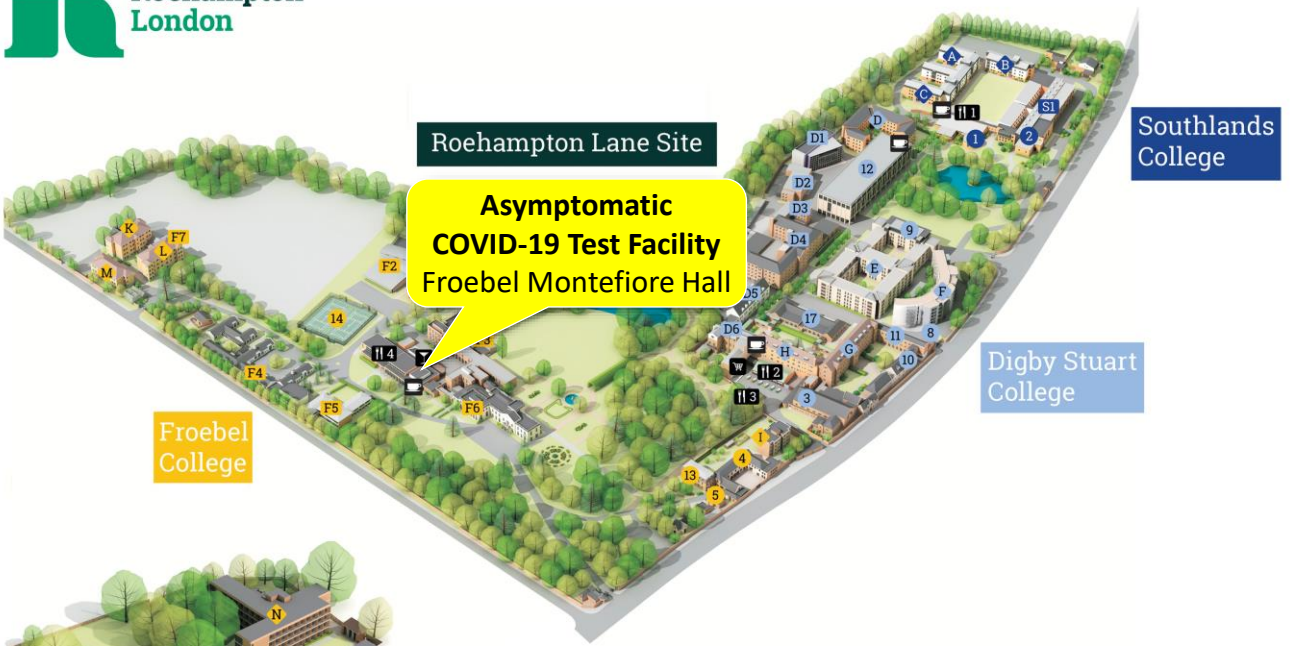 Roehampton
London
Roehampton Lane Site
Southlands
College
Digby Stuart
College
Froebel
College
Asymptomatic
COVID-19 Test Facility
Froebel Montefiore Hall
A
B
C
S1
1
1
2
D
D1
12
D2
D3
D4
9
E
F
D5
D6
17
11
8
H
G
10
2
3
3
K
F7
L
M
F2
14
4
F4
F5
F6
I
4
13
5
N